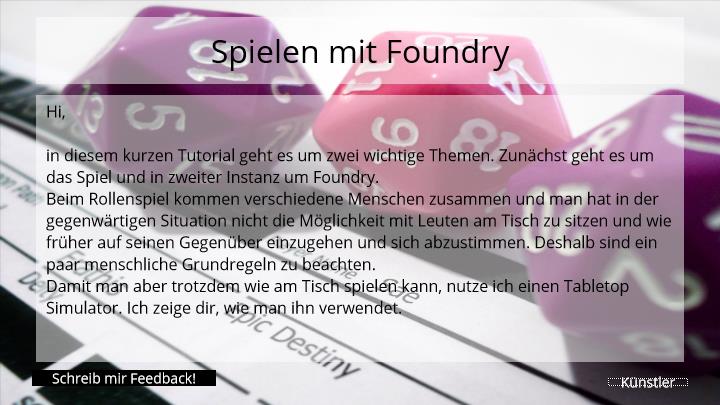 Spielen mit Foundry
Hi,
in diesem kurzen Tutorial geht es um zwei wichtige Themen. Zunächst geht es um
das Spiel und in zweiter Instanz um Foundry.
Beim Rollenspiel kommen verschiedene Menschen zusammen und man hat in der
gegenwärtigen Situation nicht die Möglichkeit mit Leuten am Tisch zu sitzen und wie
früher auf seinen Gegenüber einzugehen und sich abzustimmen. Deshalb sind ein
paar menschliche Grundregeln zu beachten.
Damit man aber trotzdem wie am Tisch spielen kann, nutze ich einen Tabletop
Simulator. Ich zeige dir, wie man ihn verwendet.
Epic Destiny
Schreib mir Feedback!
Künstler